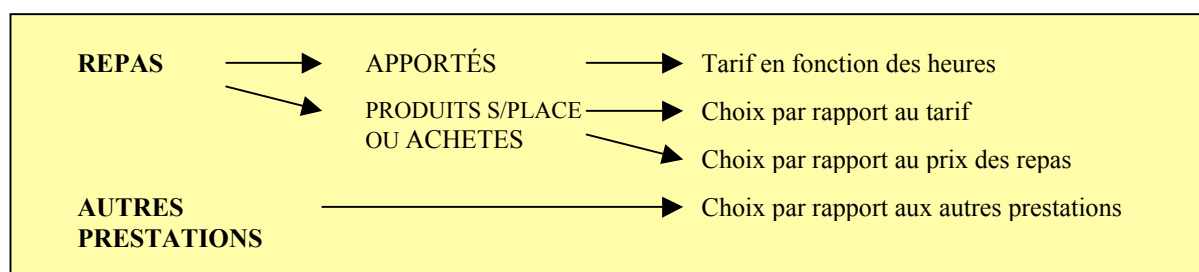 REPAS APPORTÉS Tarif en fonction des heures
PRODUITS S/PLACE Choix par rapport au tarif
OU ACHETES
Choix par rapport au prix des repas
AUTRES Choix par rapport aux autres prestations
PRESTATIONS